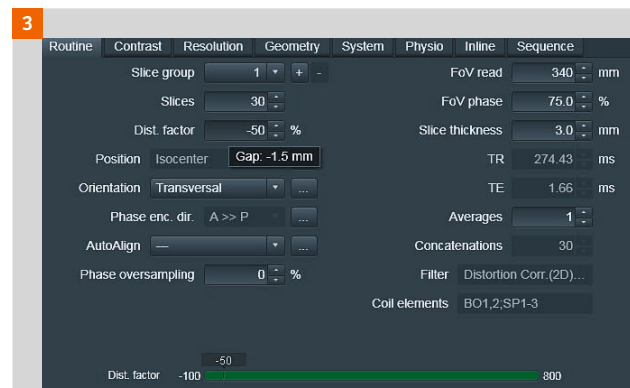 3
Routine Contrast Resolution Geometry System Physio Inline Sequence
Slice group 1 + - FoV read 340 mm
Slices 30 FoV phase 75.0 %
Dist. factor -50 % Slice thickness 3.0 mm
Position Isocenter Gap: -1.5 mm TR 274.43 ms
Orientation Transversal ... TE 1.66 ms
Phase enc. dir. A >> P ... Averages 1
AutoAlign --- ... Concatenations 30
Phase oversampling 0 % Filter Distortion Corr.(2D)...
Coil elements BO1,2;SP1-3
-50
Dist. factor -100 800